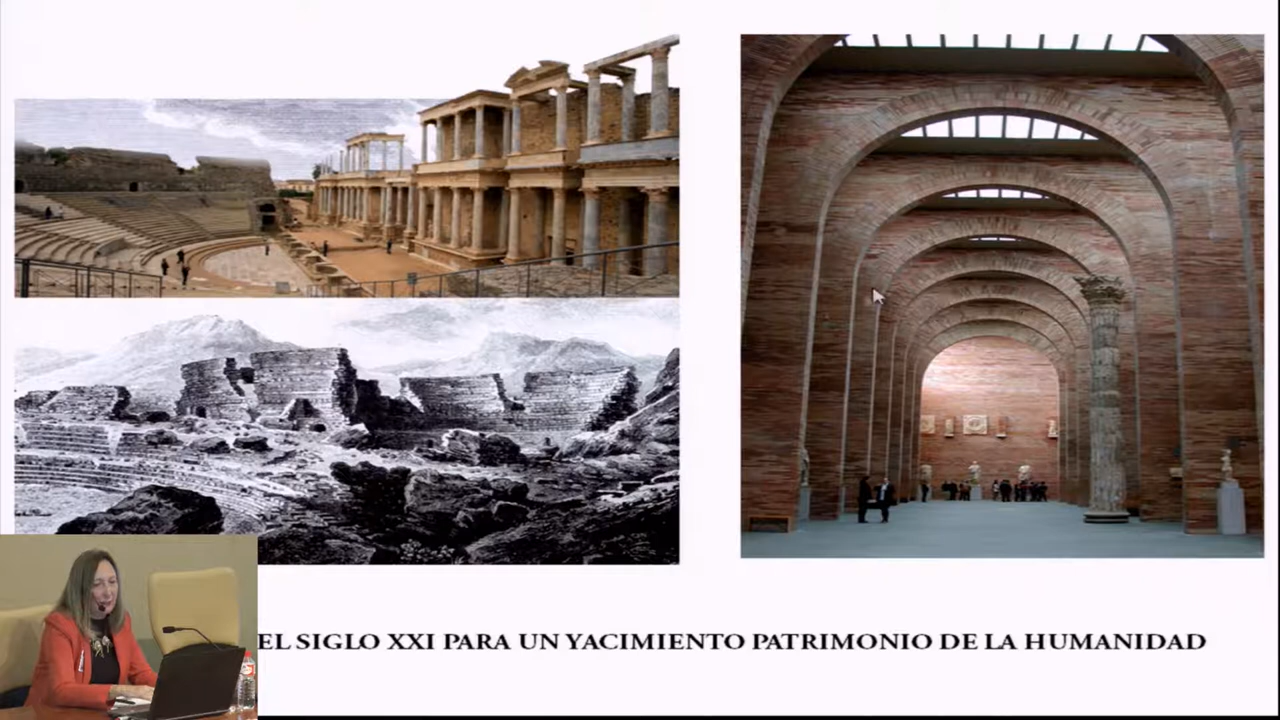 EL SIGLO XXI PARA UN YACIMIENTO PATRIMONIO DE LA HUMANIDAD